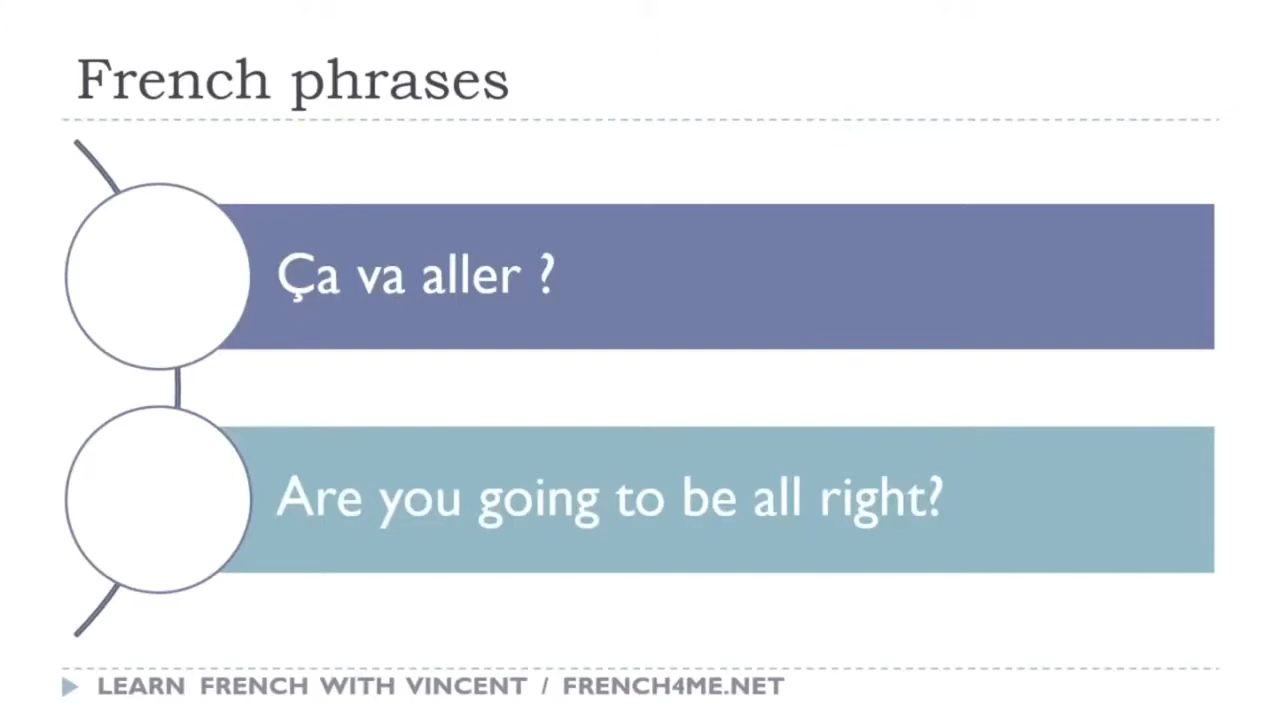 French phrases
Ça va aller ?
Are you going to be all right?
LEARN FRENCH WITH VINCENT / FRENCH4ME.NET